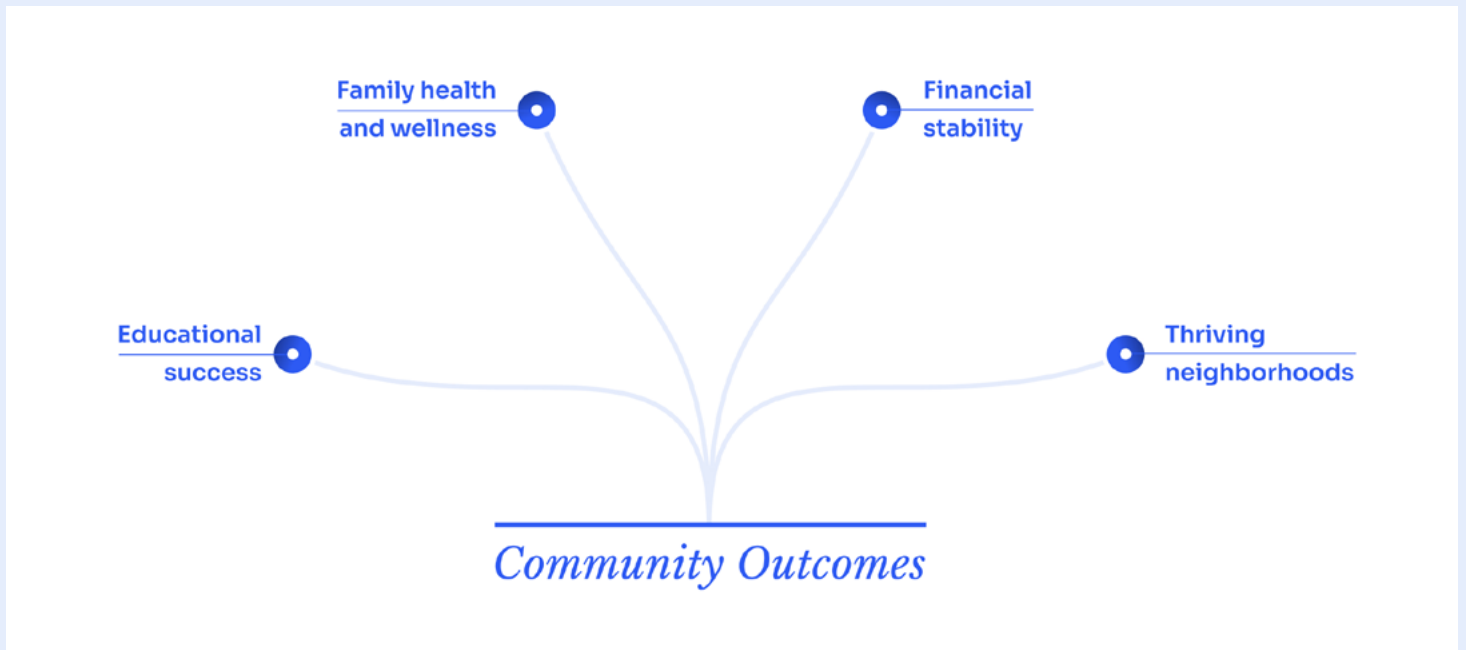 Family health
and wellness
Financial
stability
Educational
success
Thriving
neighborhoods
Community Outcomes